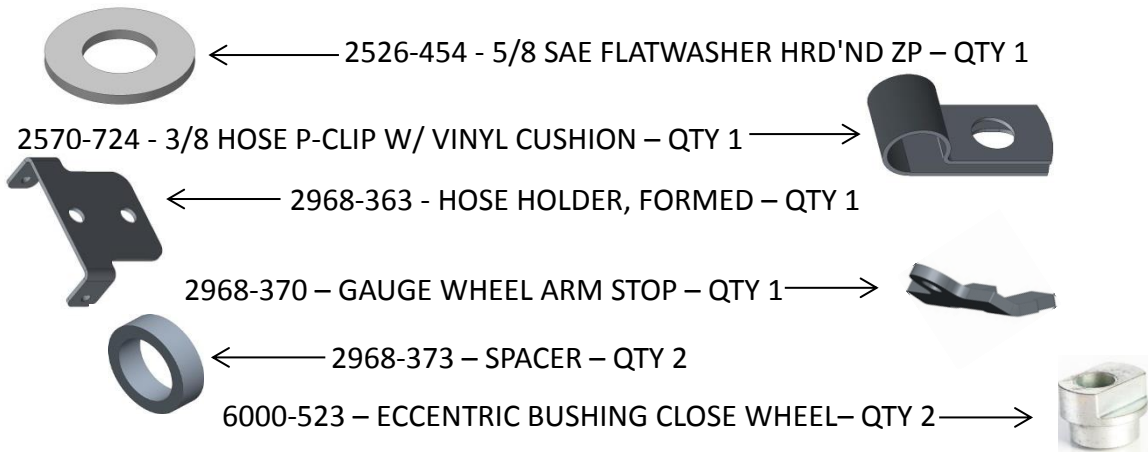 2526-454 - 5/8 SAE FLATWASHER HRD'ND ZP – QTY 1
2570-724 - 3/8 HOSE P-CLIP W/ VINYL CUSHION – QTY 1
2968-363 - HOSE HOLDER, FORMED – QTY 1
2968-370 – GAUGE WHEEL ARM STOP – QTY 1
2968-373 – SPACER – QTY 2
6000-523 – ECCENTRIC BUSHING CLOSE WHEEL– QTY 2